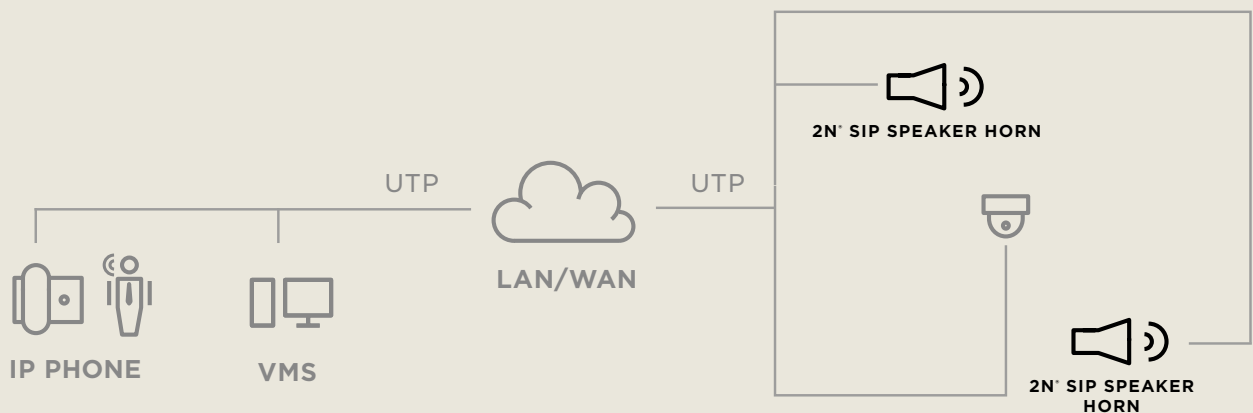 2N® SIP SPEAKER HORN
UTP
UTP
LAN/WAN
IP PHONE
VMS
2N® SIP SPEAKER
HORN